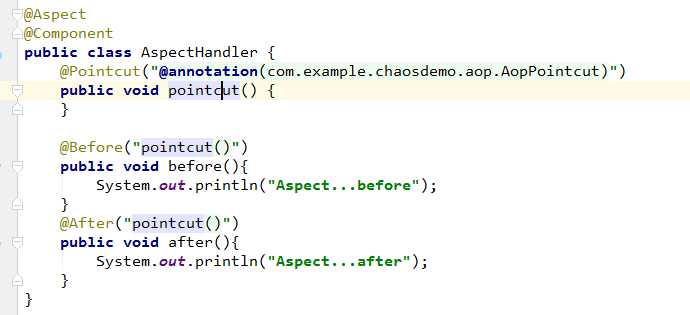 @Aspect
@Component
public class AspectHandler {
    @Pointcut("@annotation(com.example.chaosdemo.aop.AopPointcut)")
    public void pointcut() {
    }

    @Before("pointcut()")
    public void before(){
        System.out.println("Aspect...before");
    }
    @After("pointcut()")
    public void after(){
        System.out.println("Aspect...after");
    }
}